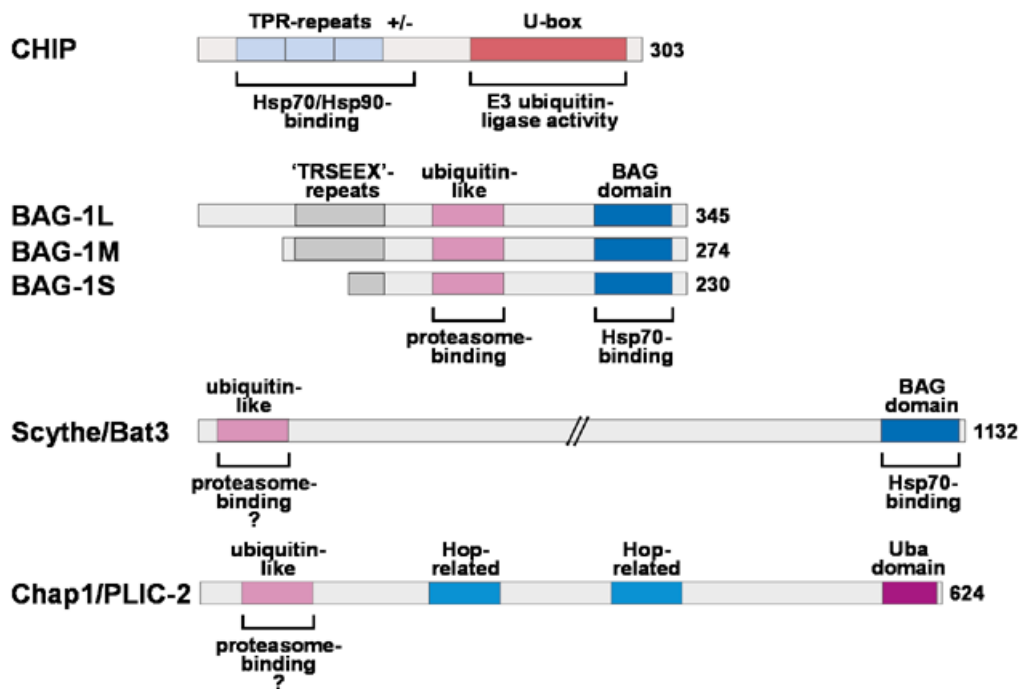 TPR-repeats +/- U-box
CHIP 303
Hsp70/Hsp90-
binding
E3 ubiquitin-
ligase activity
'TRSEEX'-
repeats
ubiquitin-
like
BAG
domain
BAG-1L 345
BAG-1M 274
BAG-1S 230
proteasome-
binding
Hsp70-
binding
ubiquitin-
like
BAG
domain
Scythe/Bat3 1132
proteasome-
binding
?
Hsp70-
binding
ubiquitin-
like
Hop-
related
Hop-
related
Uba
domain
Chap1/PLIC-2 624
proteasome-
binding
?